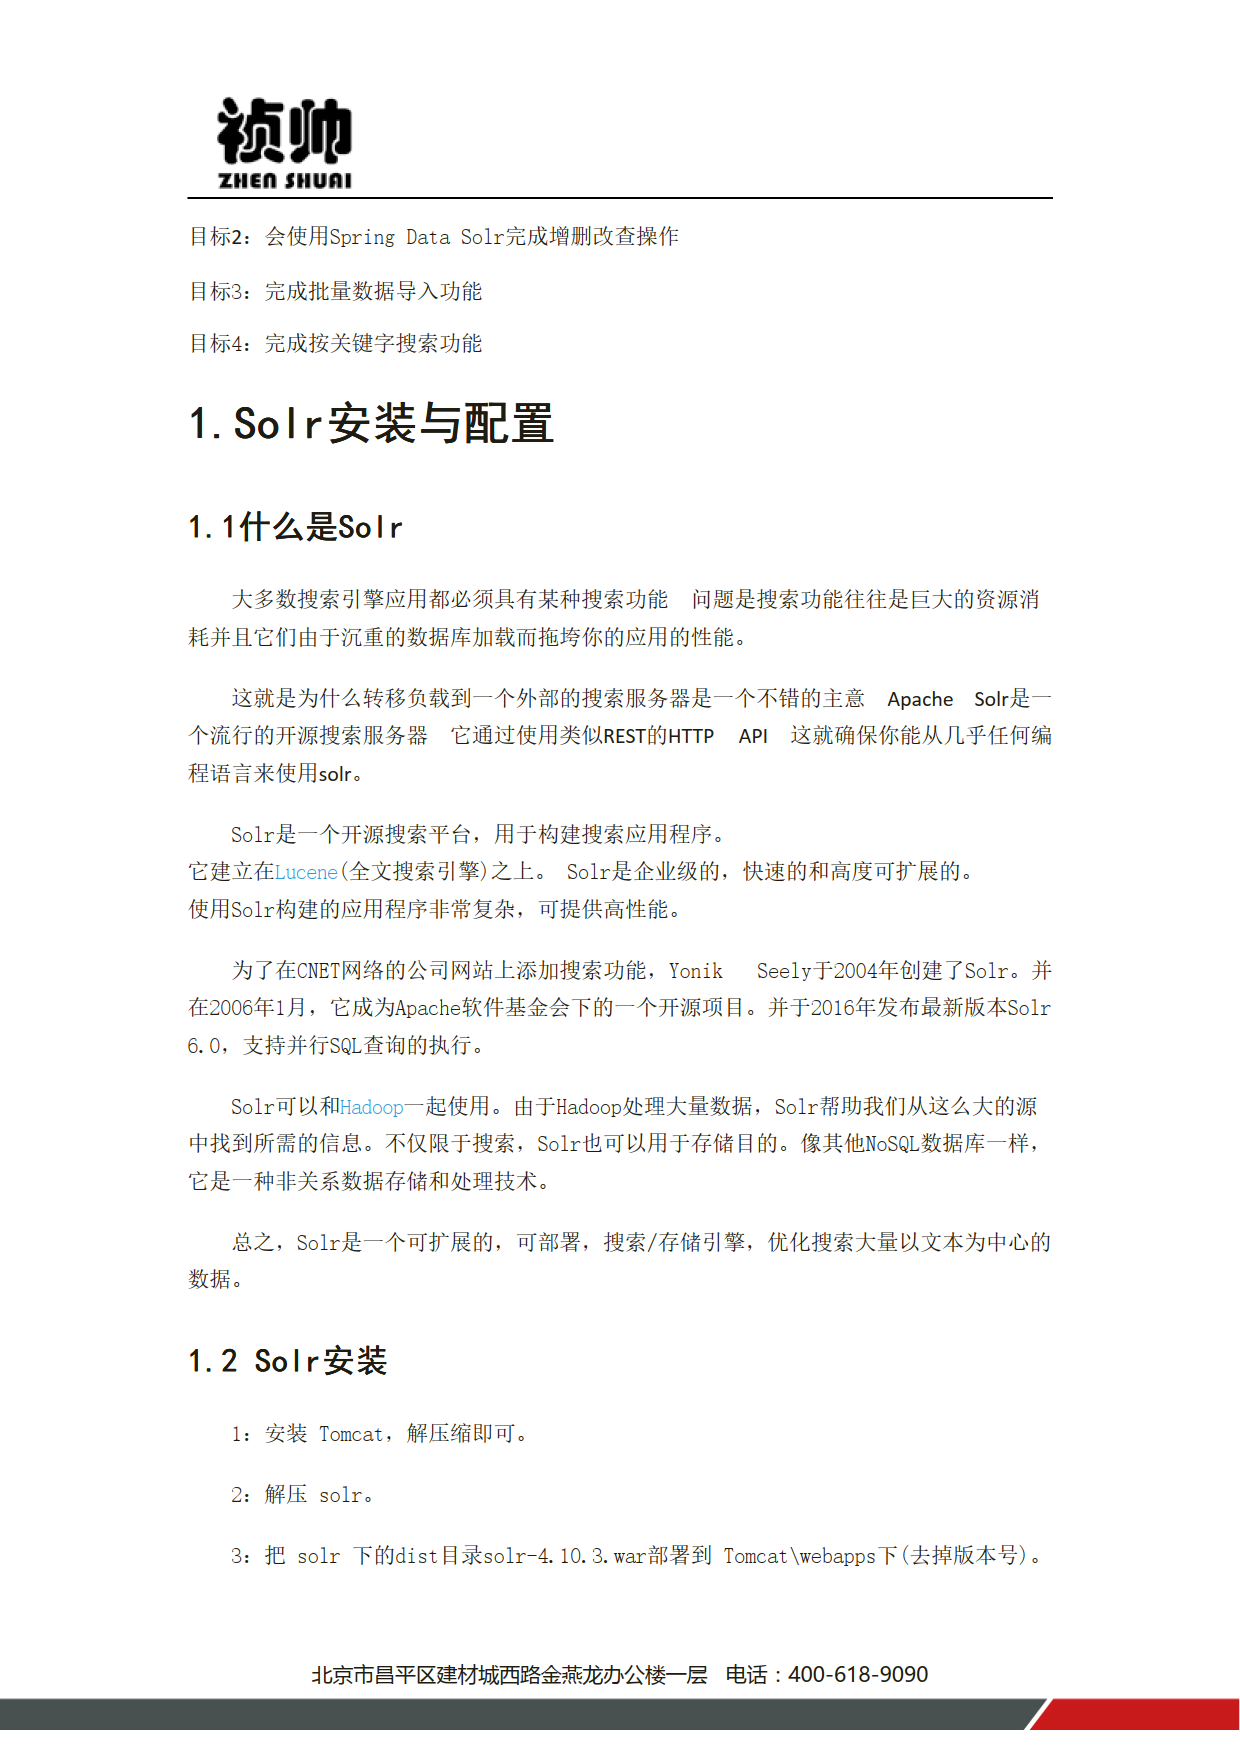 祯帅
ZHEN SHUAI
目标2：会使用Spring Data Solr完成增删改查操作
目标3：完成批量数据导入功能
目标4：完成按关键字搜索功能
1.Solr安装与配置
1.1什么是Solr
大多数搜索引擎应用都必须具有某种搜索功能 问题是搜索功能往往是巨大的资源消
耗并且它们由于沉重的数据库加载而拖垮你的应用的性能。
这就是为什么转移负载到一个外部的搜索服务器是一个不错的主意 Apache Solr是一
个流行的开源搜索服务器 它通过使用类似REST的HTTP API 这就确保你能从几乎任何编
程语言来使用solr。
Solr是一个开源搜索平台，用于构建搜索应用程序。
它建立在Lucene(全文搜索引擎)之上。 Solr是企业级的，快速的和高度可扩展的。
使用Solr构建的应用程序非常复杂，可提供高性能。
为了在CNET网络的公司网站上添加搜索功能，Yonik Seely于2004年创建了Solr。并
在2006年1月，它成为Apache软件基金会下的一个开源项目。并于2016年发布最新版本Solr
6.0，支持并行SQL查询的执行。
Solr可以和Hadoop一起使用。由于Hadoop处理大量数据，Solr帮助我们从这么大的源
中找到所需的信息。不仅限于搜索，Solr也可以用于存储目的。像其他NoSQL数据库一样，
它是一种非关系数据存储和处理技术。
总之，Solr是一个可扩展的，可部署，搜索/存储引擎，优化搜索大量以文本为中心的
数据。
1.2 Solr安装
1：安装 Tomcat，解压缩即可。
2：解压 solr。
3：把 solr 下的dist目录solr-4.10.3.war部署到 Tomcat\webapps下(去掉版本号)。
北京市昌平区建材城西路金燕龙办公楼一层 电话：400-618-9090